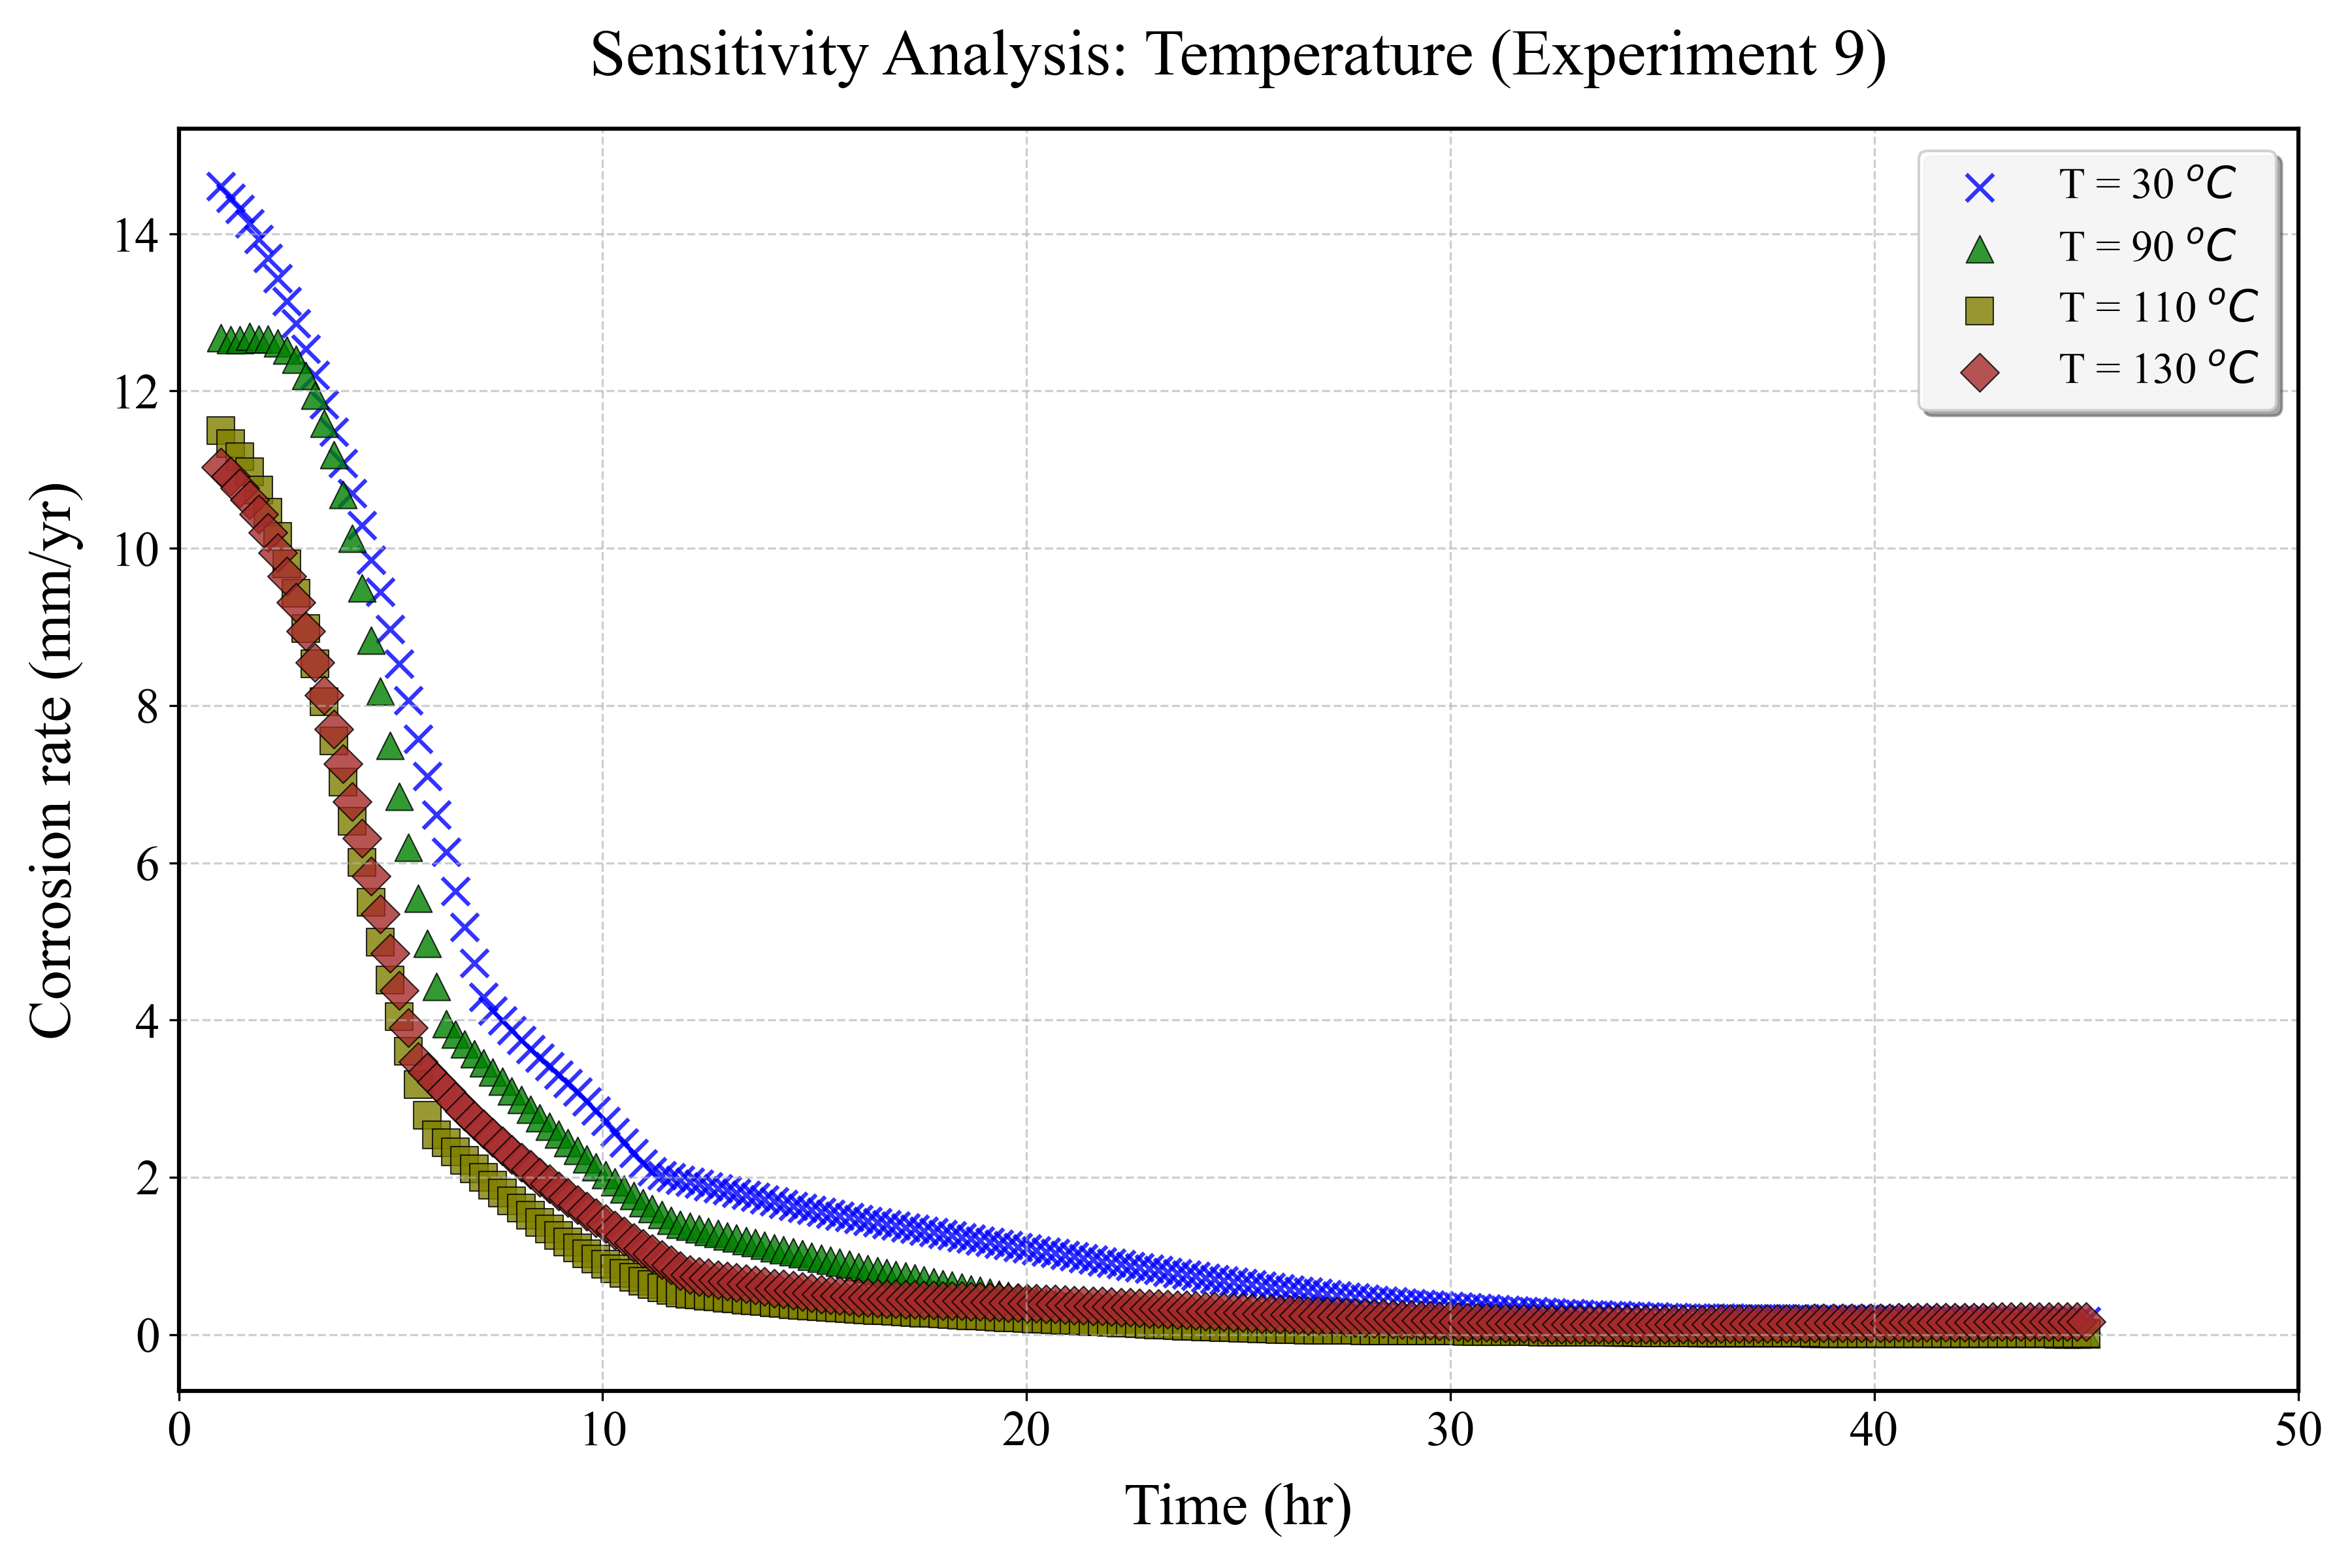 Sensitivity Analysis: Temperature (Experiment 9)
T = 30 °C
T = 90 °C
T = 110 °C
T = 130 °C
Corrosion rate (mm/yr)
14
12
10
8
6
4
2
0
0 10 20 30 40 50
Time (hr)